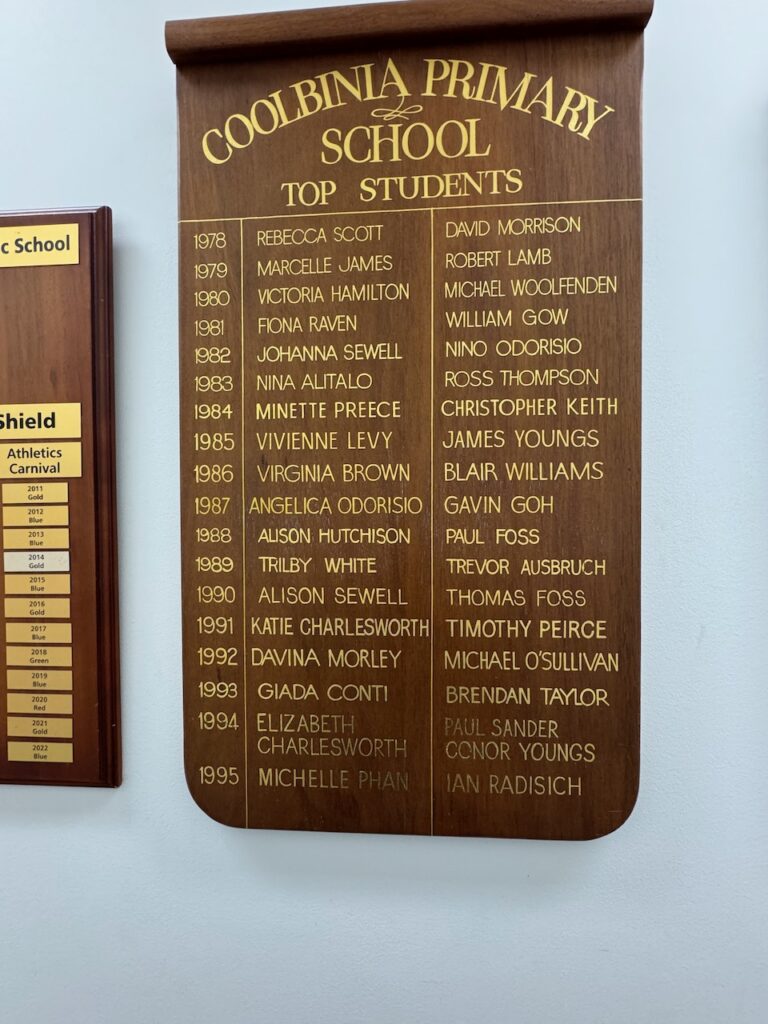 COOLBINIA PRIMARY
SCHOOL
TOP STUDENTS
1978 REBECCA SCOTT DAVID MORRISON
1979 MARCELLE JAMES ROBERT LAMB
1980 VICTORIA HAMILTON MICHAEL WOOLFENDEN
1981 FIONA RAVEN WILLIAM GOW
1982 JOHANNA SEWELL NINO ODORISIO
1983 NINA ALITALO ROSS THOMPSON
1984 MINETTE PREECE CHRISTOPHER KEITH
1985 VIVIENNE LEVY JAMES YOUNGS
1986 VIRGINIA BROWN BLAIR WILLIAMS
1987 ANGELICA ODORISIO GAVIN GOH
1988 ALISON HUTCHISON PAUL FOSS
1989 TRILBY WHITE TREVOR AUSBRUCH
1990 ALISON SEWELL THOMAS FOSS
1991 KATIE CHARLESWORTH TIMOTHY PEIRCE
1992 DAVINA MORLEY MICHAEL O'SULLIVAN
1993 GIADA CONTI BRENDAN TAYLOR
1994 ELIZABETH PAUL SANDER
CHARLESWORTH CONOR YOUNGS
1995 MICHELLE PHAN IAN RADISICH
c School
Shield
Athletics
Carnival
2011
Gold
2012
Blue
2013
Blue
2014
Gold
2015
Blue
2016
Gold
2017
Blue
2018
Green
2019
Blue
2020
Red
2021
Gold
2022
Blue